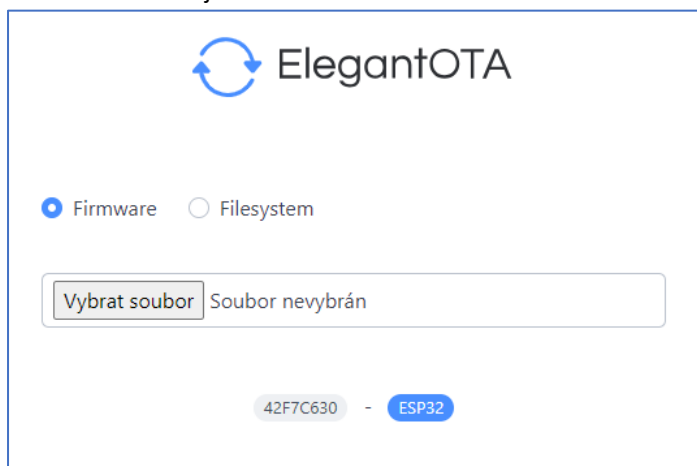 ElegantOTA
Firmware Filesystem
Vybrat soubor Soubor nevybrán
42F7C630 - ESP32